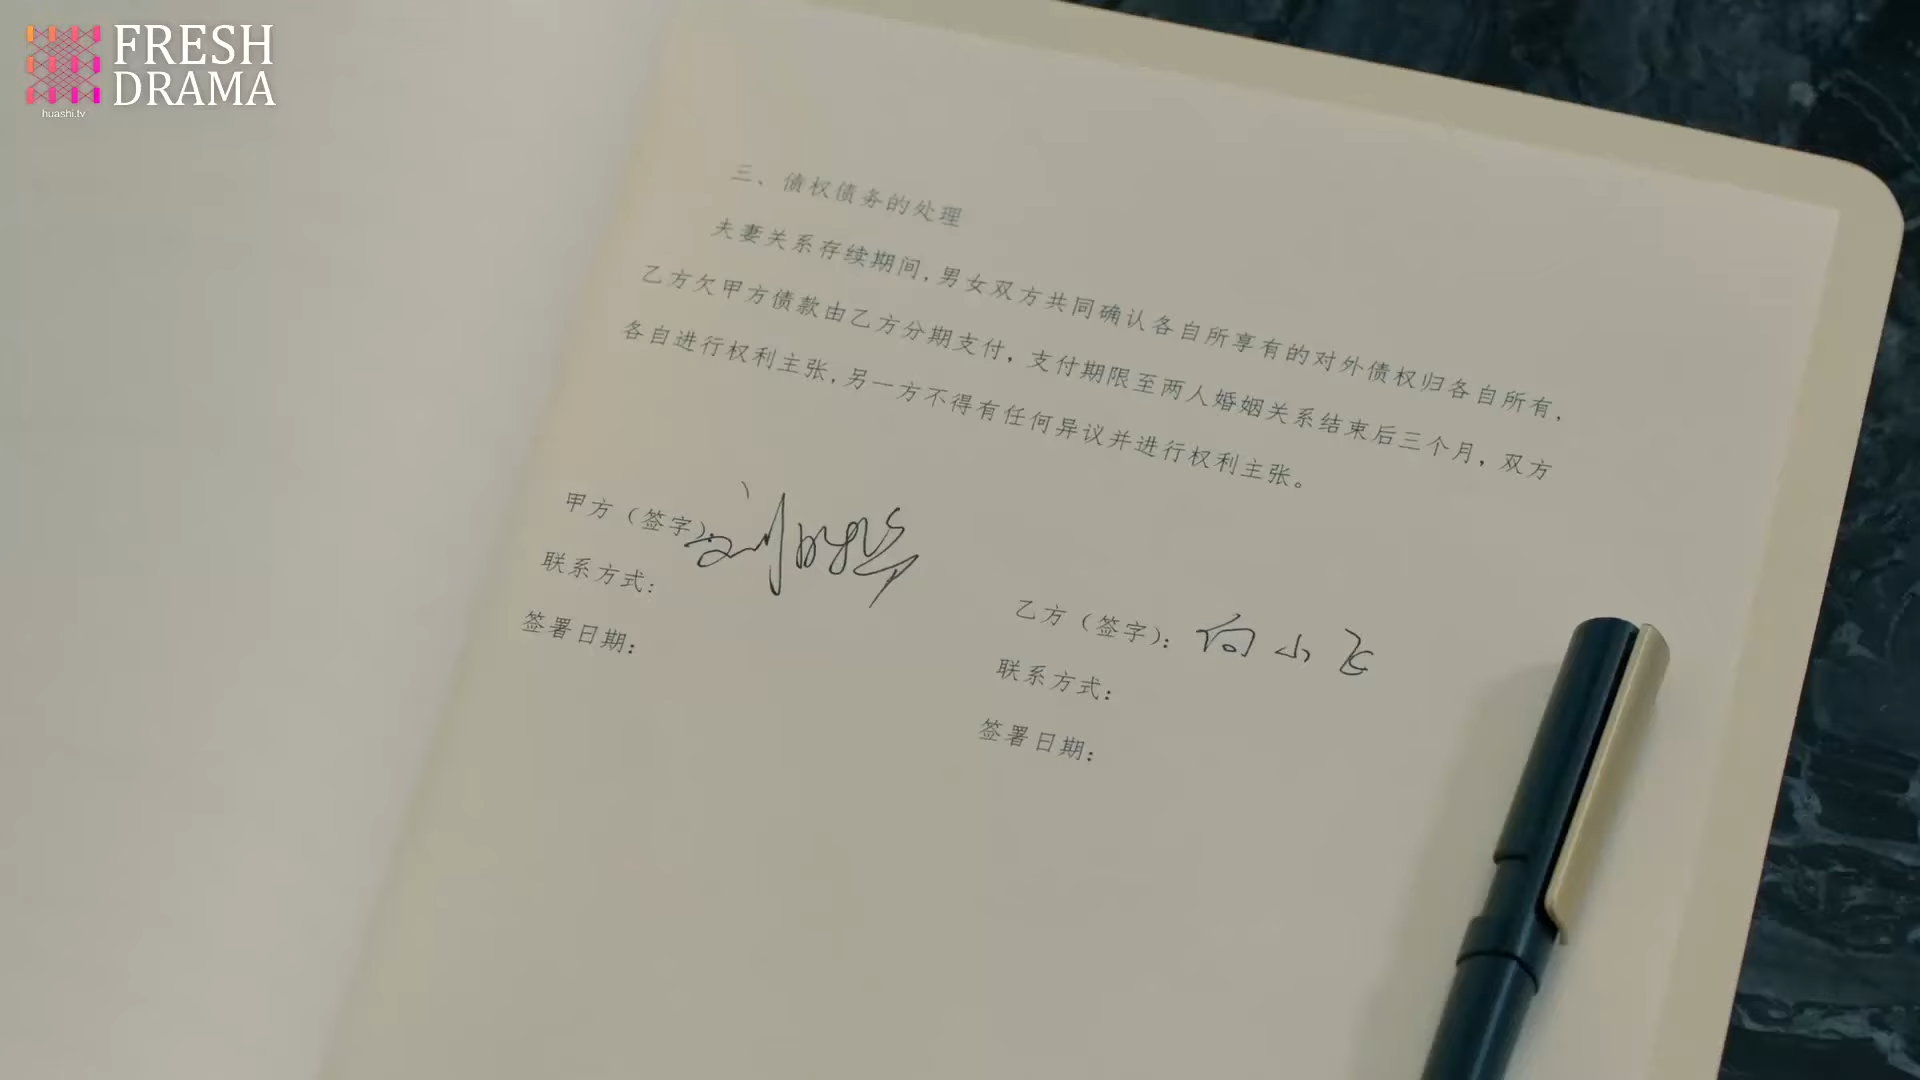 FRESH
DRAMA
huashi.tv
三、债权债务的处理
夫妻关系存续期间,男女双方共同确认各自所享有的对外债权归各自所有,
乙方欠甲方债款由乙方分期支付,支付期限至两人婚姻关系结束后三个月,双方
各自进行权利主张,另一方不得有任何异议并进行权利主张。
甲方（签字）:
联系方式:
签署日期:
乙方（签字）: 向小飞
联系方式:
签署日期: